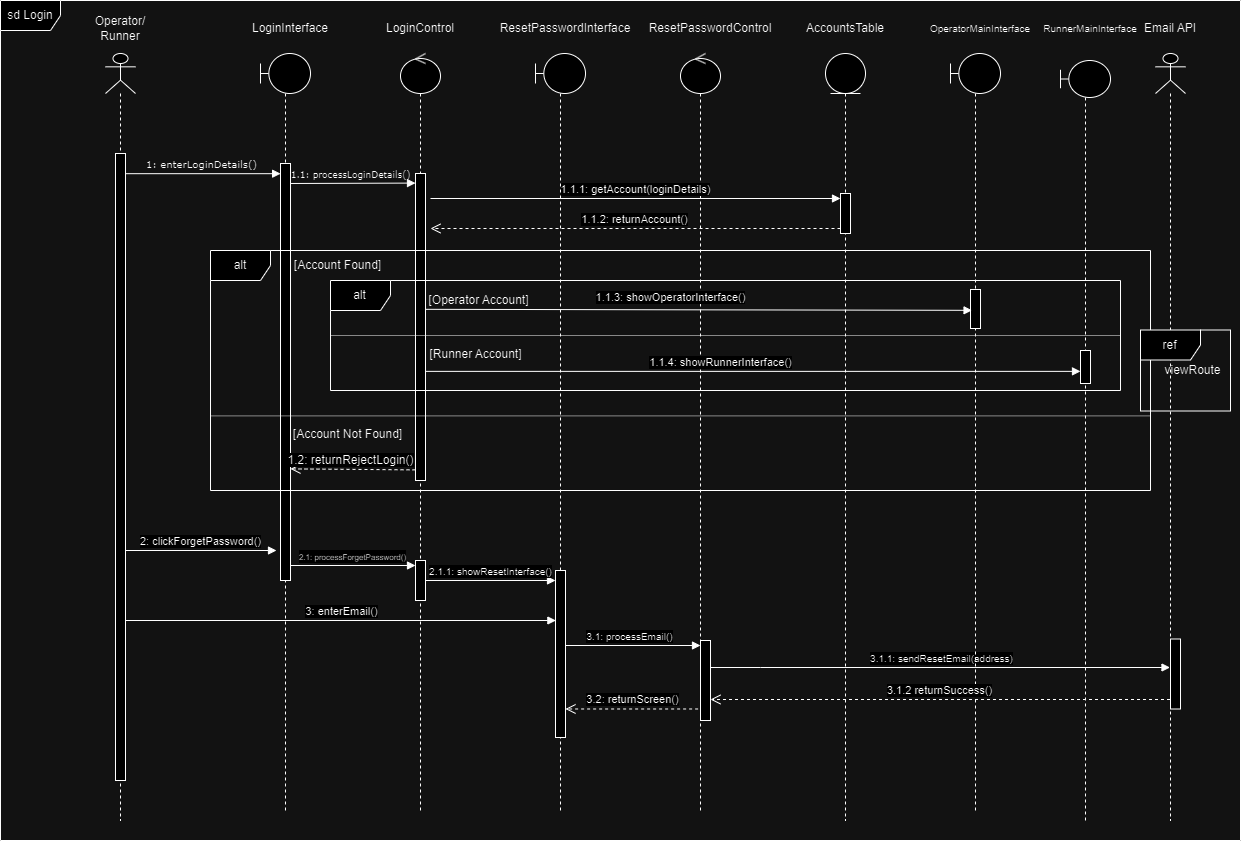 sd Login
Operator/
Runner
LoginInterface
LoginControl
ResetPasswordInterface
ResetPasswordControl
AccountsTable
OperatorMainInterface
RunnerMainInterface
Email API
1: enterLoginDetails()
1.1: processLoginDetails()
1.1.1: getAccount(loginDetails)
1.1.2: returnAccount()
alt
[Account Found]
alt
[Operator Account]
1.1.3: showOperatorInterface()
[Runner Account]
1.1.4: showRunnerInterface()
ref
viewRoute
[Account Not Found]
1.2: returnRejectLogin()
2: clickForgetPassword()
2.1: processForgetPassword()
2.1.1: showResetInterface()
3: enterEmail()
3.1: processEmail()
3.1.1: sendResetEmail(address)
3.1.2 returnSuccess()
3.2: returnScreen()